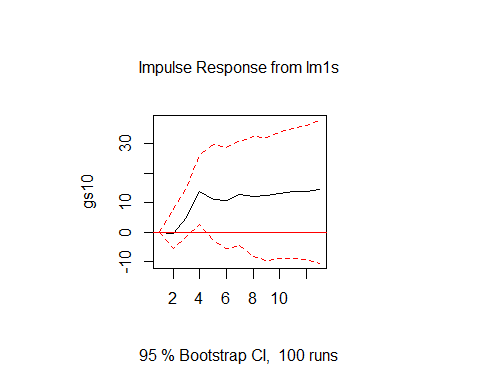 Impulse Response from lm1s
gs10
30
10
0
-10
2 4 6 8 10
95 % Bootstrap CI, 100 runs